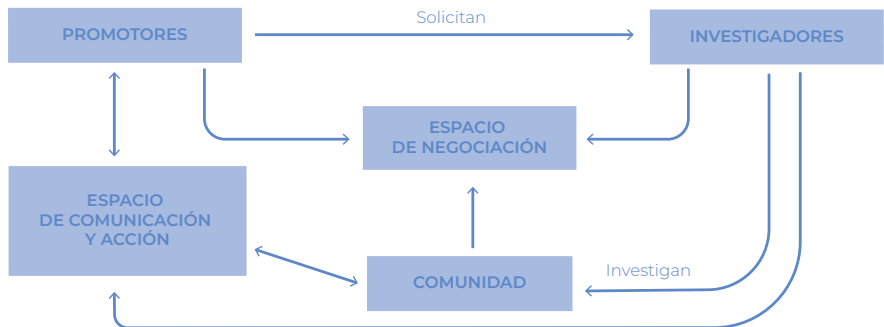 Solicitan
PROMOTORES
INVESTIGADORES
ESPACIO
DE NEGOCIACIÓN
ESPACIO
DE COMUNICACIÓN
Y ACCIÓN
Investigan
COMUNIDAD